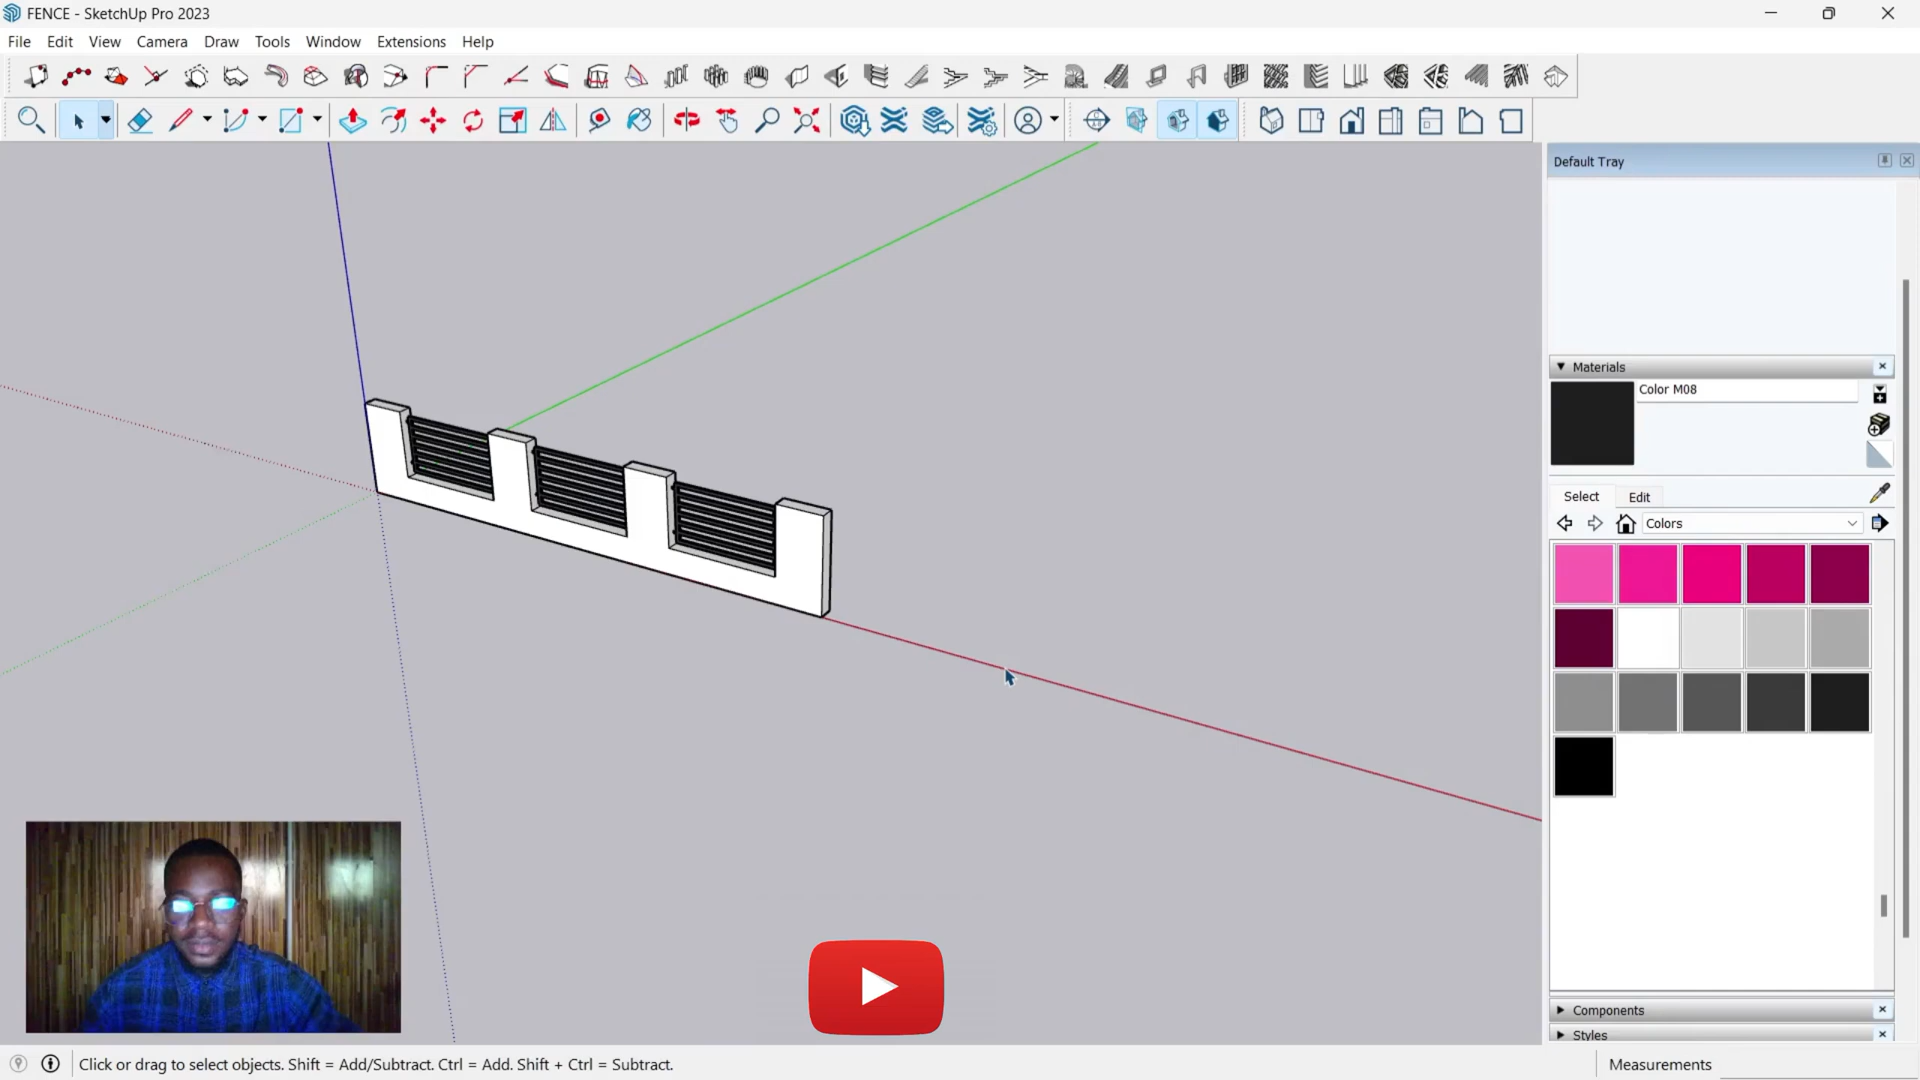 FENCE - SketchUp Pro 2023
File Edit View Camera Draw Tools Window Extensions Help
Default Tray
Materials
Color M08
Select Edit
Colors
Components
Styles
Click or drag to select objects. Shift = Add/Subtract. Ctrl = Add. Shift + Ctrl = Subtract.
Measurements